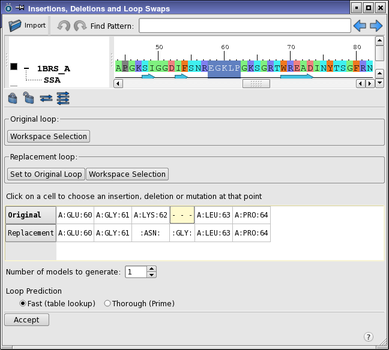 Insertions, Deletions and Loop Swaps
Import Find Pattern:
50 60 70 80
1BRS_A APGKSIGGDIFSNREGKLPGKSGRTWREADINYTSGFRN
SSA
Original loop:
Workspace Selection
Replacement loop:
Set to Original Loop Workspace Selection
Click on a cell to choose an insertion, deletion or mutation at that point
Original A:GLU:60 A:GLY:61 A:LYS:62 - - - A:LEU:63 A:PRO:64
Replacement A:GLU:60 A:GLY:61 :ASN: :GLY: A:LEU:63 A:PRO:64
Number of models to generate: 1
Loop Prediction
Fast (table lookup) Thorough (Prime)
Accept
?